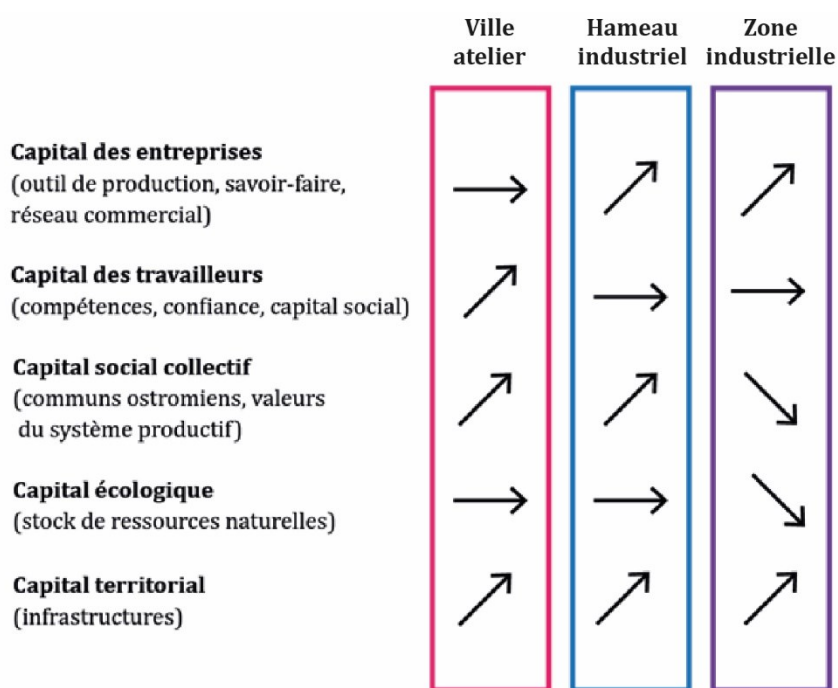 Ville
atelier
Hameau
industriel
Zone
industrielle
Capital des entreprises
(outil de production, savoir-faire,
réseau commercial)
Capital des travailleurs
(compétences, confiance, capital social)
Capital social collectif
(communs ostromiens, valeurs
du système productif)
Capital écologique
(stock de ressources naturelles)
Capital territorial
(infrastructures)